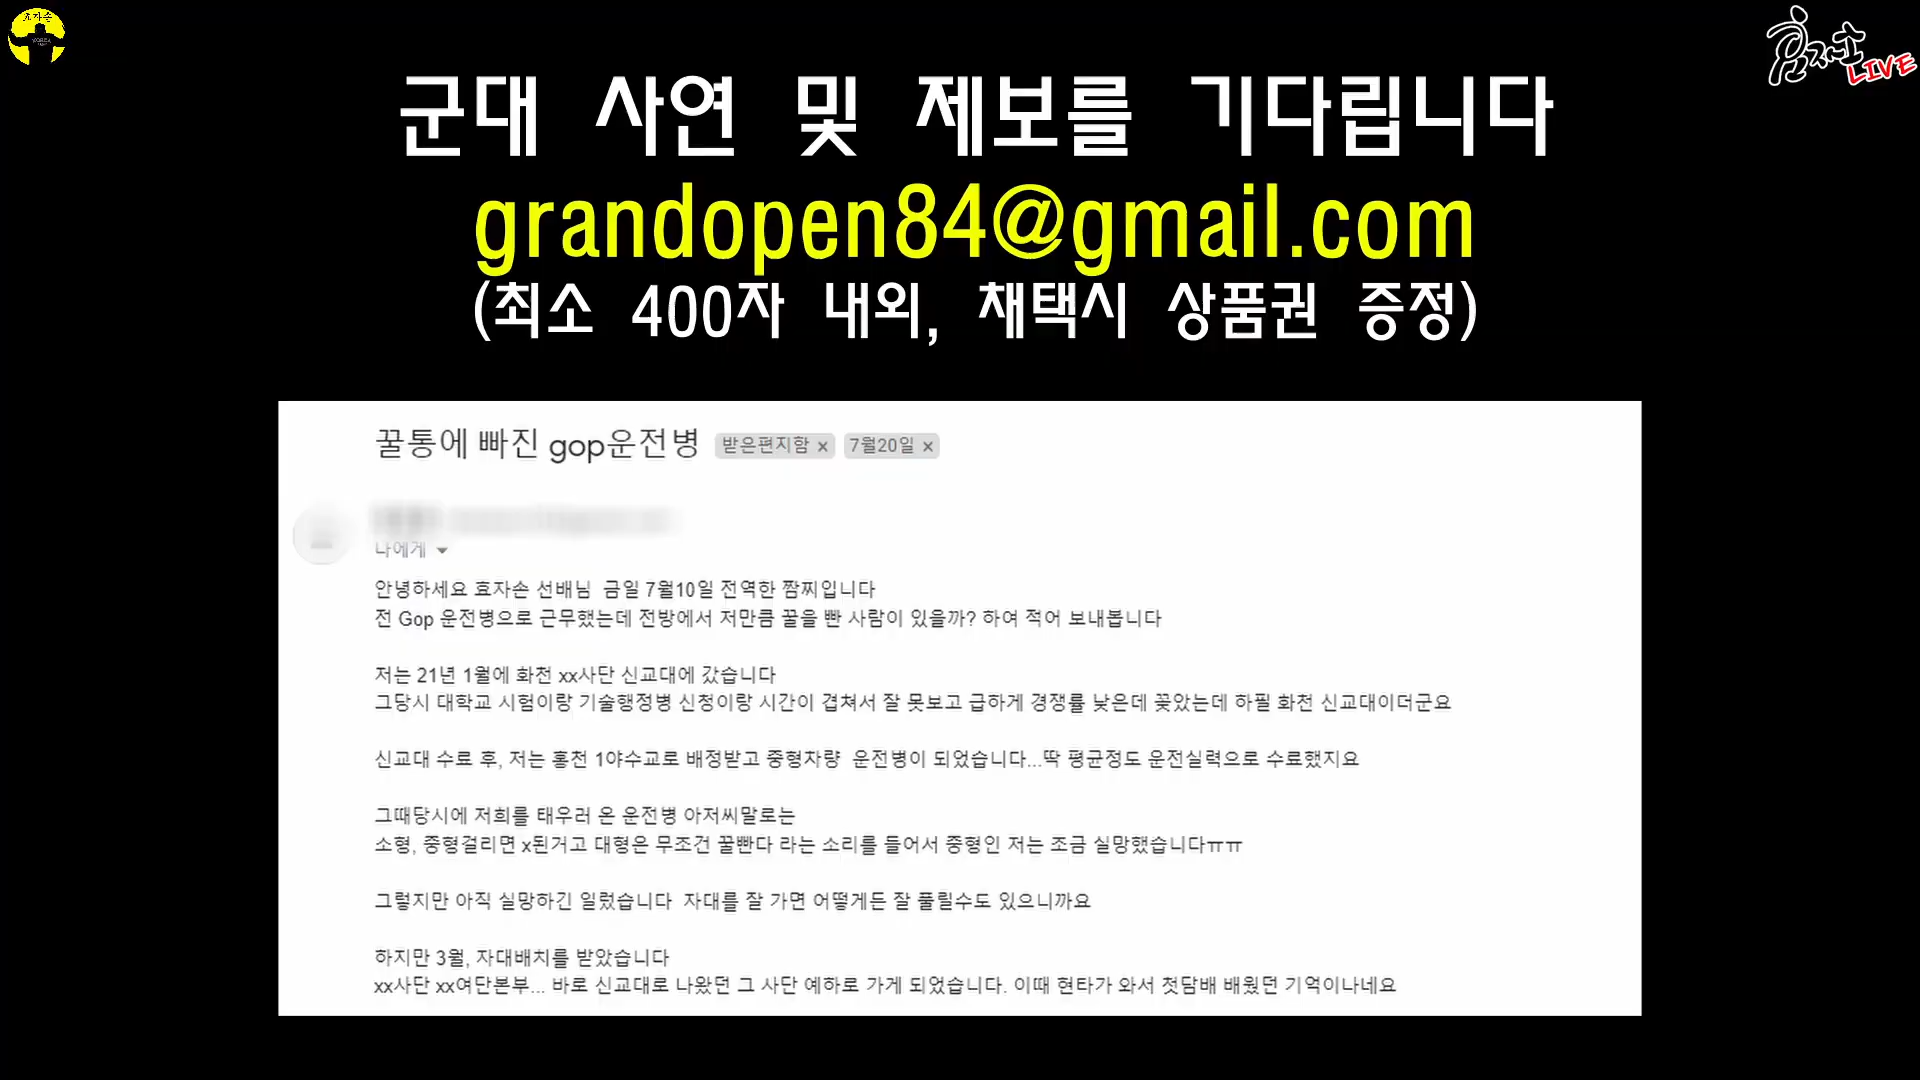 효자손
KOREA
효자손 LIVE
군대 사연 및 제보를 기다립니다
grandopen84@gmail.com
(최소 400자 내외, 채택시 상품권 증정)
꿀통에 빠진 gop운전병 받은편지함 x 7월20일 x
나에게
안녕하세요 효자손 선배님 금일 7월10일 전역한 짬찌입니다
전 Gop 운전병으로 근무했는데 전방에서 저만큼 꿀을 빤 사람이 있을까? 하여 적어 보내봅니다
저는 21년 1월에 화천 xx사단 신교대에 갔습니다
그당시 대학교 시험이랑 기술행정병 신청이랑 시간이 겹쳐서 잘 못보고 급하게 경쟁률 낮은데 꽂았는데 하필 화천 신교대이더군요
신교대 수료 후, 저는 홍천 1야수교로 배정받고 중형차량 운전병이 되었습니다...딱 평균정도 운전실력으로 수료했지요
그때당시에 저희를 태우러 온 운전병 아저씨말로는
소형, 중형걸리면 x된거고 대형은 무조건 꿀빤다 라는 소리를 들어서 중형인 저는 조금 실망했습니다ㅠㅠ
그렇지만 아직 실망하긴 일렀습니다 자대를 잘 가면 어떻게든 잘 풀릴수도 있으니까요
하지만 3월, 자대배치를 받았습니다
xx사단 xx여단본부... 바로 신교대로 나왔던 그 사단 예하로 가게 되었습니다. 이때 현타가 와서 첫담배 배웠던 기억이나네요